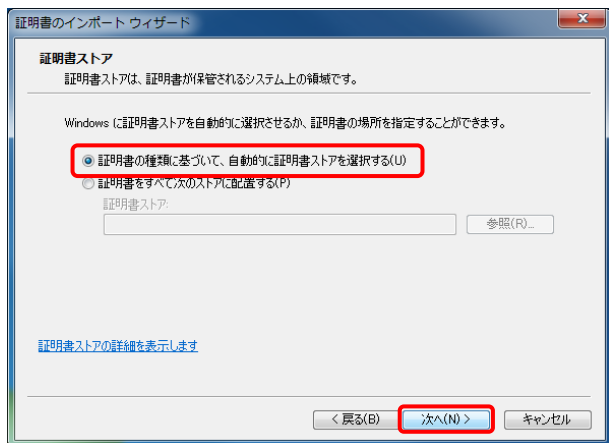 証明書のインポート ウィザード
証明書ストア
証明書ストアは、証明書が保管されるシステム上の領域です。
Windows に証明書ストアを自動的に選択させるか、証明書の場所を指定することができます。
証明書の種類に基づいて、自動的に証明書ストアを選択する(U)
証明書をすべて次のストアに配置する(P)
証明書ストア:
参照(R)...
証明書ストアの詳細を表示します
< 戻る(B)
次へ(N) >
キャンセル